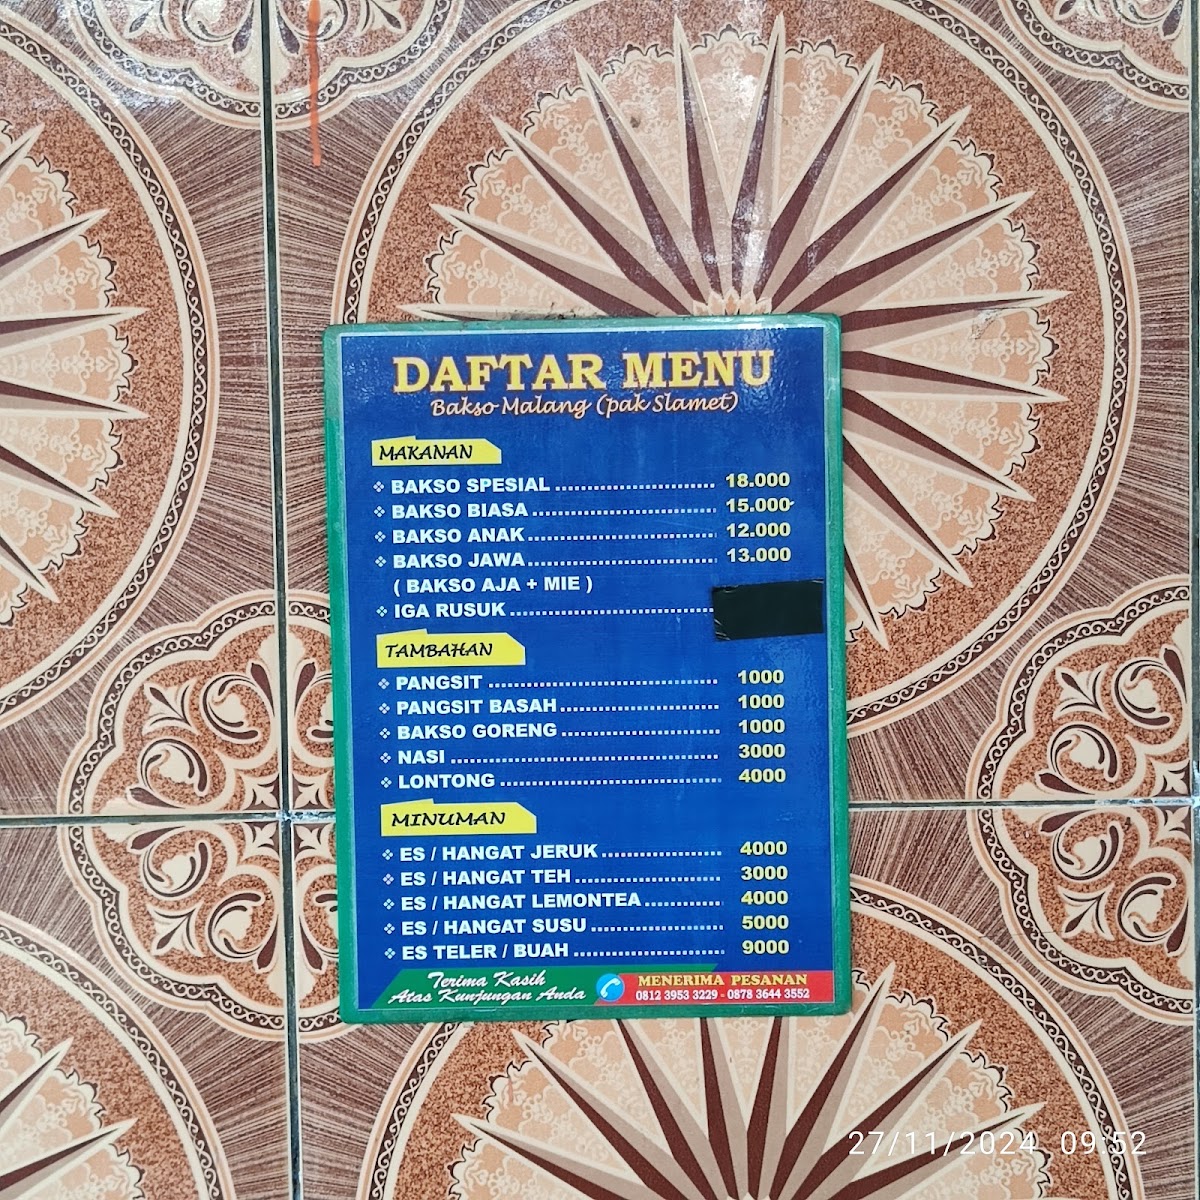 DAFTAR MENU
Bakso Malang (pak Slamet)
MAKANAN
❖ BAKSO SPESIAL ........................ 18.000
❖ BAKSO BIASA ........................... 15.000
❖ BAKSO ANAK ........................... 12.000
❖ BAKSO JAWA ........................... 13.000
( BAKSO AJA + MIE )
❖ IGA RUSUK ..............................
TAMBAHAN
❖ PANGSIT .................................. 1000
❖ PANGSIT BASAH ....................... 1000
❖ BAKSO GORENG ....................... 1000
❖ NASI ........................................ 3000
❖ LONTONG ................................ 4000
MINUMAN
❖ ES / HANGAT JERUK ................. 4000
❖ ES / HANGAT TEH ..................... 3000
❖ ES / HANGAT LEMONTEA ........... 4000
❖ ES / HANGAT SUSU ................... 5000
❖ ES TELER / BUAH ...................... 9000
Terima Kasih
Atas Kunjungan Anda
MENERIMA PESANAN
0812 3953 3229 - 0878 3644 3552
27/11/2024 09:52